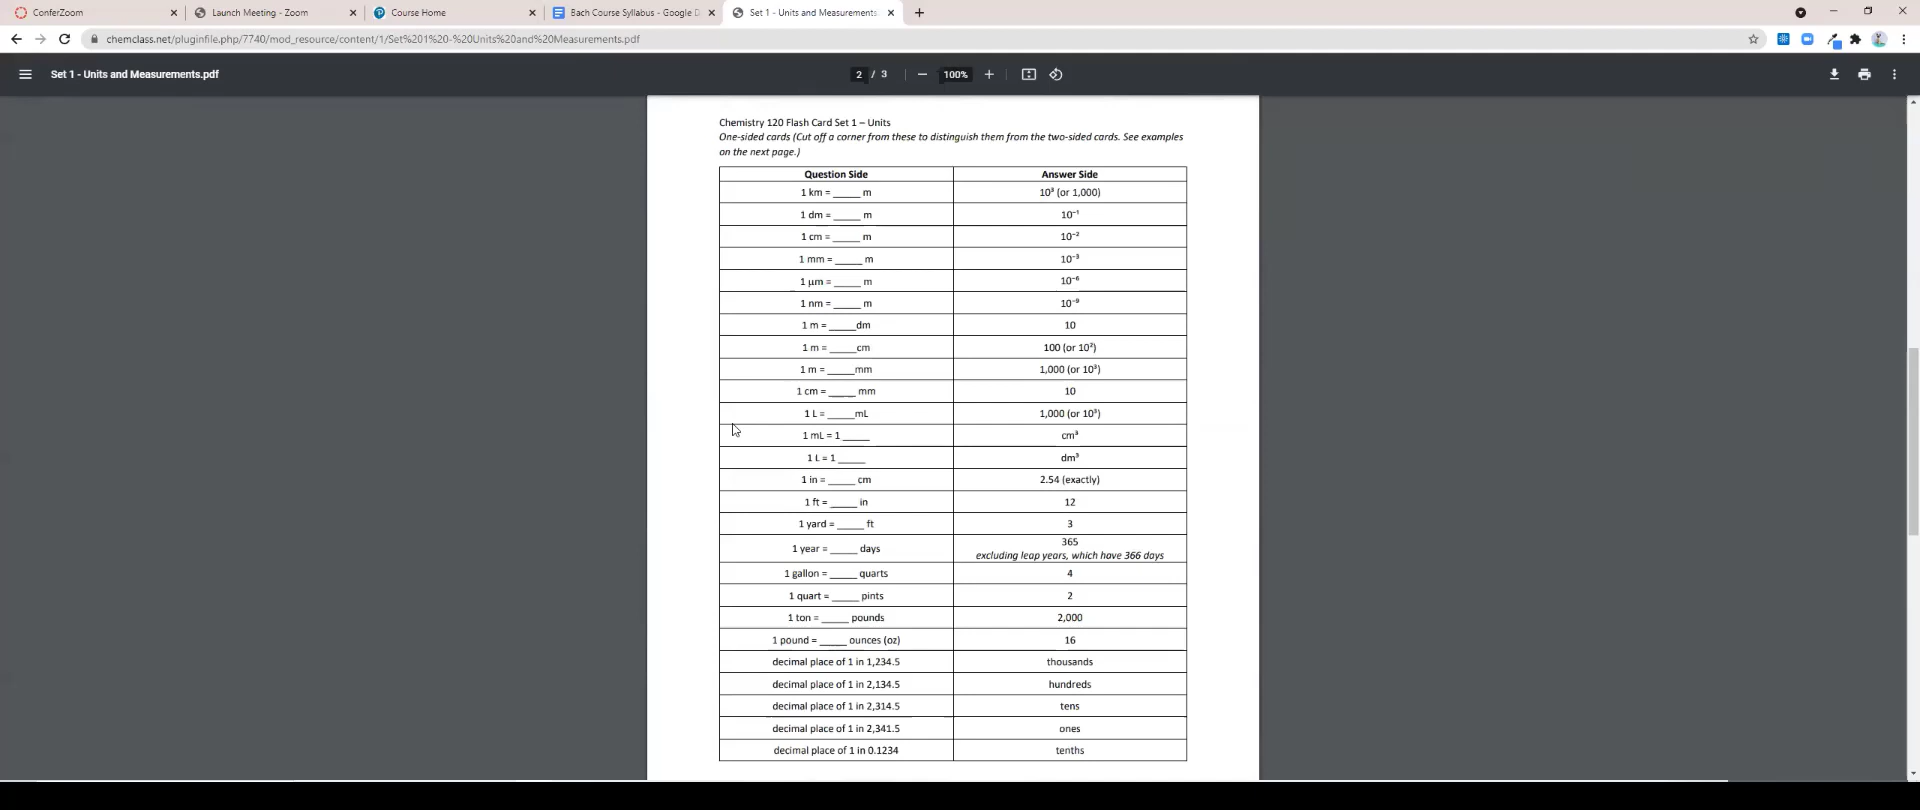 ConferZoom
Launch Meeting - Zoom
Course Home
Bach Course Syllabus - Google D
Set 1 - Units and Measurements.
chemclass.net/pluginfile.php/7740/mod_resource/content/1/Set%201%20-%20Units%20and%20Measurements.pdf
Set 1 - Units and Measurements.pdf
2 / 3
100%
Chemistry 120 Flash Card Set 1 – Units
One-sided cards (Cut off a corner from these to distinguish them from the two-sided cards. See examples
on the next page.)
Question Side Answer Side
1 km = _____ m 10³ (or 1,000)
1 dm = _____ m 10⁻¹
1 cm = _____ m 10⁻²
1 mm = _____ m 10⁻³
1 μm = _____ m 10⁻⁶
1 nm = _____ m 10⁻⁹
1 m = _____dm 10
1 m = _____cm 100 (or 10²)
1 m = _____mm 1,000 (or 10³)
1 cm = _____ mm 10
1 L = _____mL 1,000 (or 10³)
1 mL = 1 _____ cm³
1 L = 1 _____ dm³
1 in = _____ cm 2.54 (exactly)
1 ft = _____ in 12
1 yard = _____ ft 3
1 year = _____ days 365
excluding leap years, which have 366 days
1 gallon = _____ quarts 4
1 quart = _____ pints 2
1 ton = _____ pounds 2,000
1 pound = _____ ounces (oz) 16
decimal place of 1 in 1,234.5 thousands
decimal place of 1 in 2,134.5 hundreds
decimal place of 1 in 2,314.5 tens
decimal place of 1 in 2,341.5 ones
decimal place of 1 in 0.1234 tenths